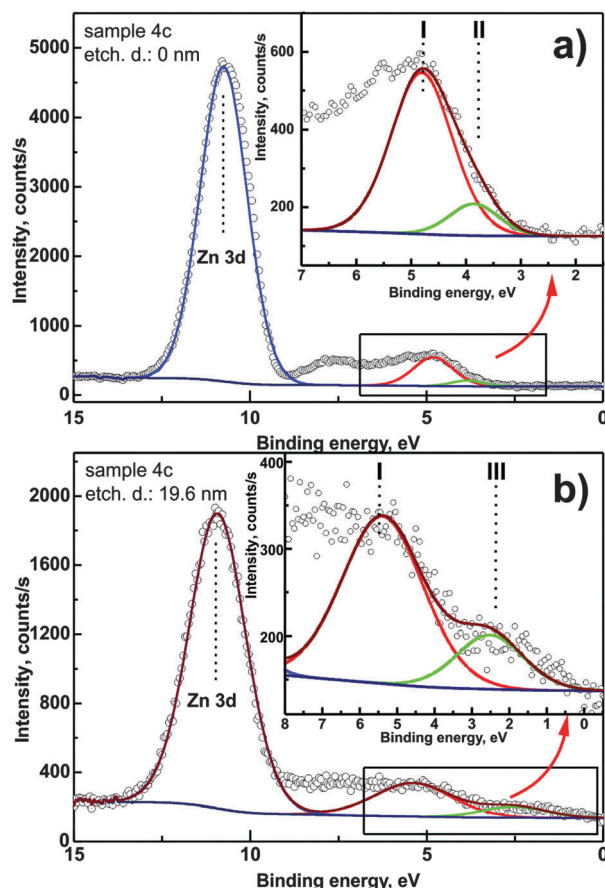 sample 4c
etch. d.: 0 nm
a)
I II
Zn 3d
Intensity, counts/s
5000
4000
3000
2000
1000
0
15 10 5 0
Binding energy, eV
Intensity, counts/s
600
400
200
7 6 5 4 3 2
Binding energy, eV
sample 4c
etch. d.: 19.6 nm
b)
I III
Zn 3d
Intensity, counts/s
2000
1600
1200
800
400
0
15 10 5 0
Binding energy, eV
Intensity, counts/s
400
300
200
8 7 6 5 4 3 2 1 0
Binding energy, eV